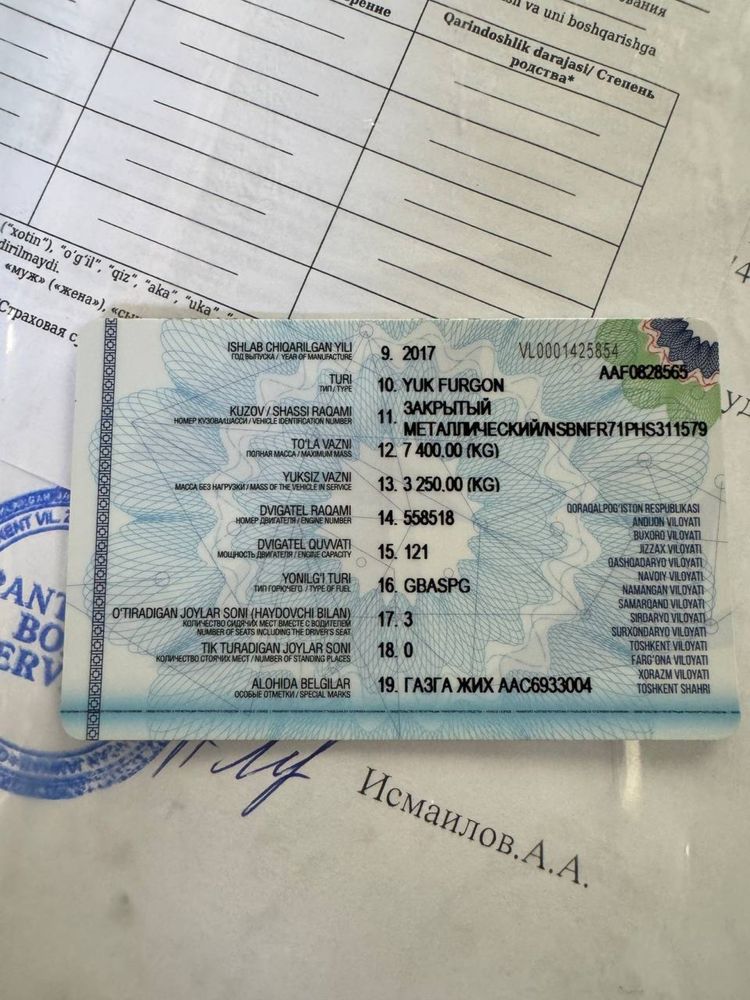 ва uni boshqarishga
Qarindoshlik darajasi/ Степень
родства*
("xotin"), "o'g'il", "qiz", "aka", "uka",
dirilmaydi.
«муж» («жена»),
Страховая
ISHLAB CHIQARILGAN YILI
ГОД ВЫПУСКА / YEAR OF MANUFACTURE
9. 2017
VL0001425854
AAF0828565
TURI
ТИП / TYPE
10. YUK FURGON
KUZOV / SHASSI RAQAMI
НОМЕР КУЗОВА/ШАССИ / VEHICLE IDENTIFICATION NUMBER
11. ЗАКРЫТЫЙ
МЕТАЛЛИЧЕСКИЙ/NSBNFR71PHS311579
TO'LA VAZNI
ПОЛНАЯ МАССА / MAXIMUM MASS
12. 7 400.00 (KG)
YUKSIZ VAZNI
МАССА БЕЗ НАГРУЗКИ / MASS OF THE VEHICLE IN SERVICE
13. 3 250.00 (KG)
DVIGATEL RAQAMI
НОМЕР ДВИГАТЕЛЯ / ENGINE NUMBER
14. 558518
DVIGATEL QUVVATI
МОЩНОСТЬ ДВИГАТЕЛЯ / ENGINE CAPACITY
15. 121
YONILG'I TURI
ТИП ГОРЮЧЕГО / TYPE OF FUEL
16. GBASPG
O'TIRADIGAN JOYLAR SONI (HAYDOVCHI BILAN)
КОЛИЧЕСТВО СИДЯЧИХ МЕСТ ВМЕСТЕ С ВОДИТЕЛЕМ
NUMBER OF SEATS INCLUDING THE DRIVER'S SEAT
17. 3
TIK TURADIGAN JOYLAR SONI
КОЛИЧЕСТВО СТОЯЧИХ МЕСТ / NUMBER OF STANDING PLACES
18. 0
ALOHIDA BELGILAR
ОСОБЫЕ ОТМЕТКИ / SPECIAL MARKS
19. ГАЗГА ЖИХ ААС6933004
QORAQALPOG'ISTON RESPUBLIKASI
ANDIJON VILOYATI
BUXORO VILOYATI
JIZZAX VILOYATI
QASHQADARYO VILOYATI
NAVOIY VILOYATI
NAMANGAN VILOYATI
SAMARQAND VILOYATI
SIRDARYO VILOYATI
SURXONDARYO VILOYATI
TOSHKENT VILOYATI
FARG'ONA VILOYATI
XORAZM VILOYATI
TOSHKENT SHAHRI
Исмаилов.А.А.